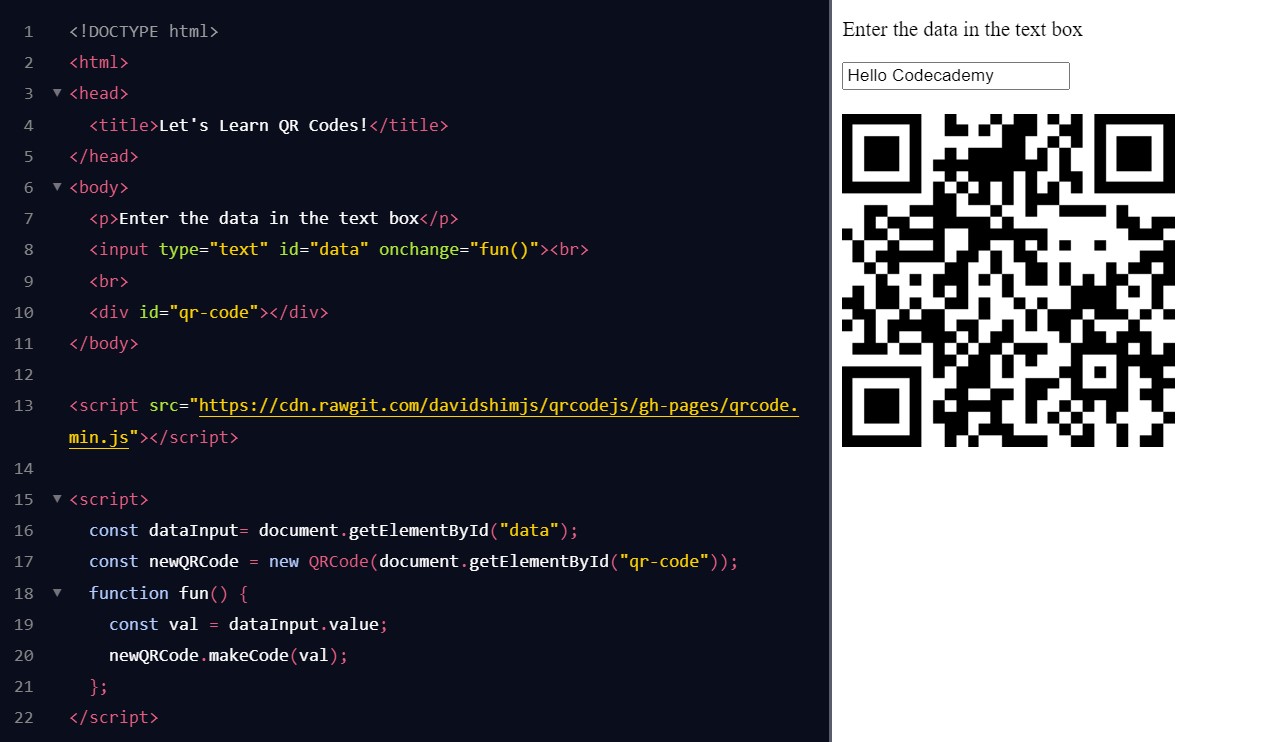 1 <!DOCTYPE html>
2 <html>
3 ▼ <head>
4   <title>Let's Learn QR Codes!</title>
5 </head>
6 ▼ <body>
7   <p>Enter the data in the text box</p>
8   <input type="text" id="data" onchange="fun()"><br>
9   <br>
10   <div id="qr-code"></div>
11 </body>
12
13 <script src="https://cdn.rawgit.com/davidshimjs/qrcodejs/gh-pages/qrcode.
min.js"></script>
14
15 ▼ <script>
16   const dataInput= document.getElementById("data");
17   const newQRCode = new QRCode(document.getElementById("qr-code"));
18 ▼   function fun() {
19     const val = dataInput.value;
20     newQRCode.makeCode(val);
21   };
22 </script>
Enter the data in the text box
Hello Codecademy